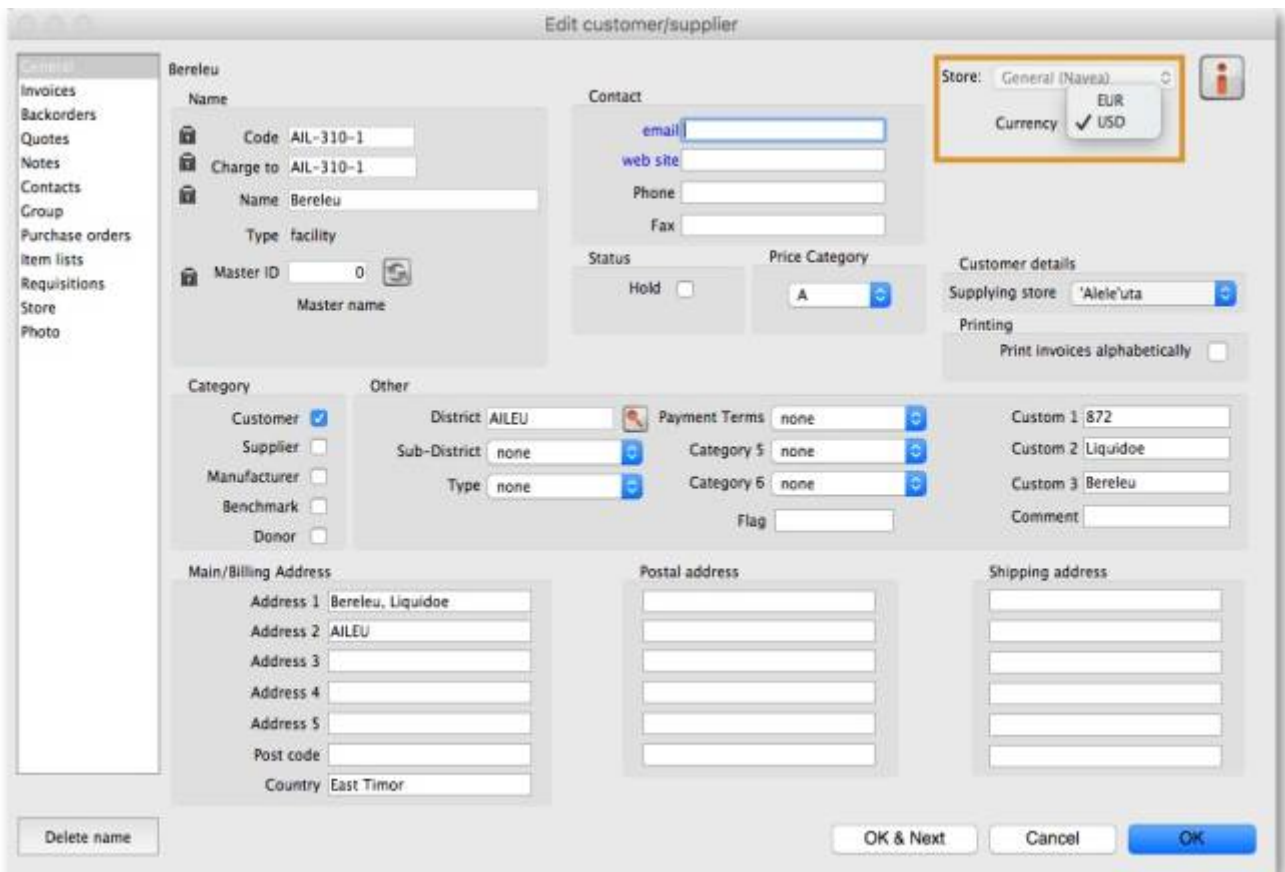 Edit customer/supplier
General
Invoices
Backorders
Quotes
Notes
Contacts
Group
Purchase orders
Item lists
Requisitions
Store
Photo
Bereleu
Name
Code AIL-310-1
Charge to AIL-310-1
Name Bereleu
Type facility
Master ID 0
Master name
Contact
email
web site
Phone
Fax
Store: General (Navea)
EUR
Currency ✓ USD
Status
Hold
Price Category
A
Customer details
Supplying store 'Alele'uta
Printing
Print invoices alphabetically
Category
Customer
Supplier
Manufacturer
Benchmark
Donor
Other
District AILEU
Sub-District none
Type none
Payment Terms none
Category 5 none
Category 6 none
Flag
Custom 1 872
Custom 2 Liquidoe
Custom 3 Bereleu
Comment
Main/Billing Address
Address 1 Bereleu, Liquidoe
Address 2 AILEU
Address 3
Address 4
Address 5
Post code
Country East Timor
Postal address
Shipping address
Delete name
OK & Next
Cancel
OK